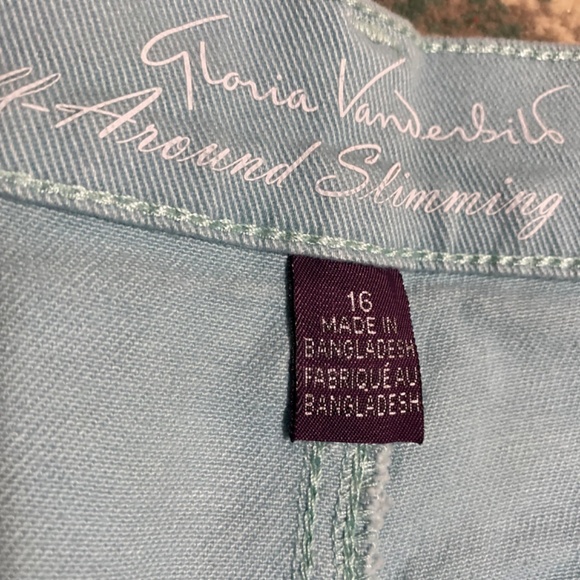 Gloria Vanderbilt
-Around Slimming
16
MADE IN
BANGLADESH
FABRIQUÉ AU
BANGLADESH